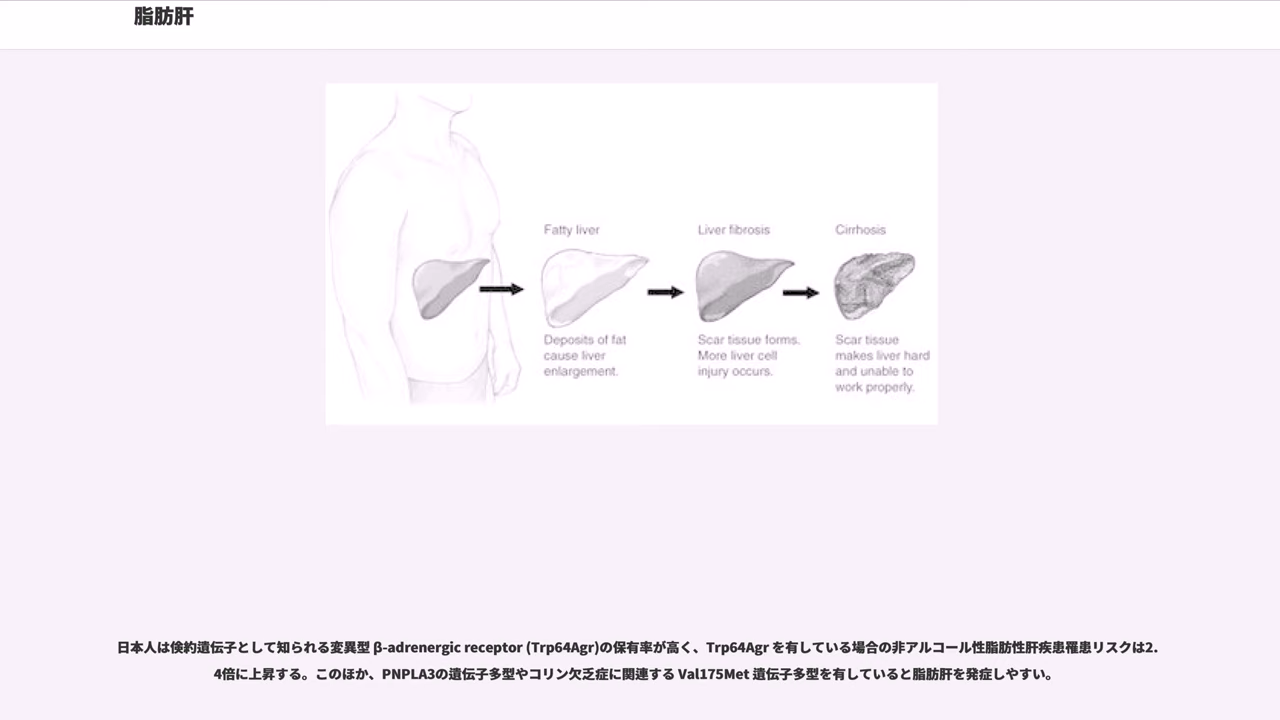 脂肪肝
Fatty liver
Deposits of fat
cause liver
enlargement.
Liver fibrosis
Scar tissue forms.
More liver cell
injury occurs.
Cirrhosis
Scar tissue
makes liver hard
and unable to
work properly.
日本人は倹約遺伝子として知られる変異型 β-adrenergic receptor (Trp64Agr)の保有率が高く、Trp64Agr を有している場合の非アルコール性脂肪性肝疾患罹患リスクは2.
4倍に上昇する。このほか、PNPLA3の遺伝子多型やコリン欠乏症に関連する Val175Met 遺伝子多型を有していると脂肪肝を発症しやすい。